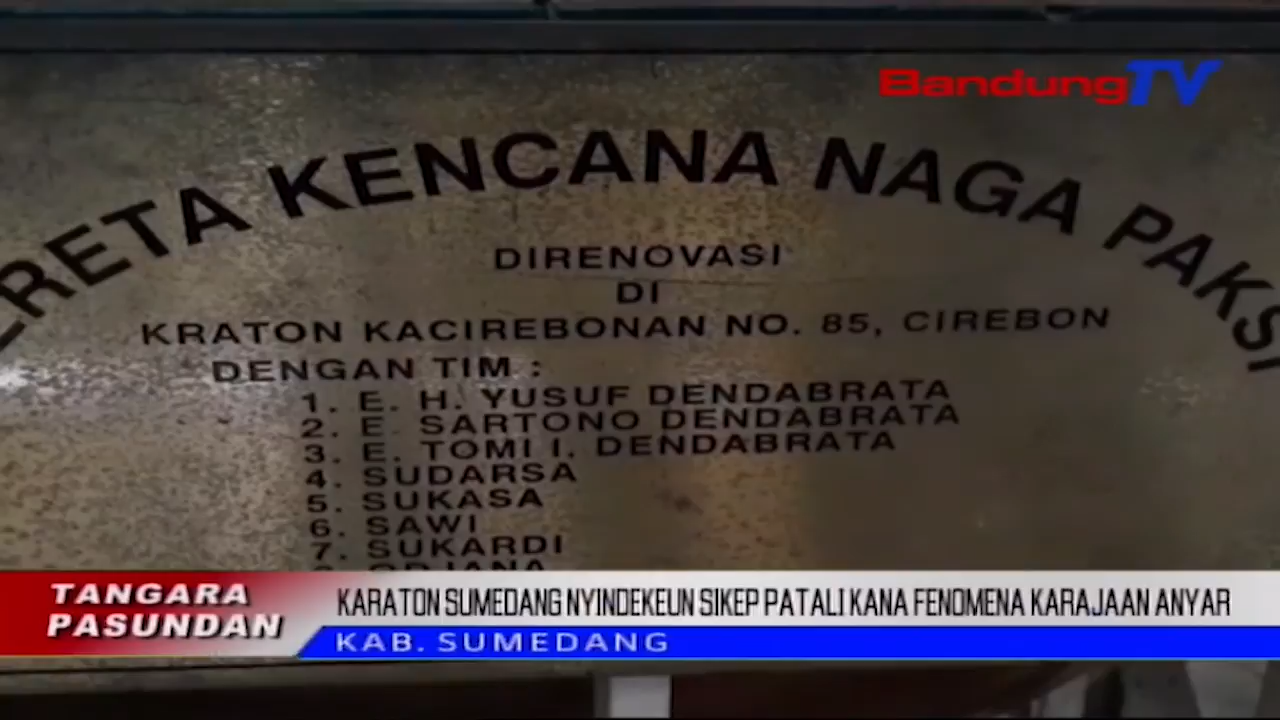 BandungTV
KENCANA NAGA PAKSI
DIRENOVASI
DI
KRATON KACIREBONAN NO. 85, CIREBON
DENGAN TIM :
1. E. H. YUSUF DENDABRATA
2. E. SARTONO DENDABRATA
3. E. TOMI I. DENDABRATA
4. SUDARSA
5. SUKASA
6. SAWI
7. SUKARDI
TANGARA
PASUNDAN
KARATON SUMEDANG NYINDEKEUN SIKEP PATALI KANA FENOMENA KARAJAAN ANYAR
KAB. SUMEDANG